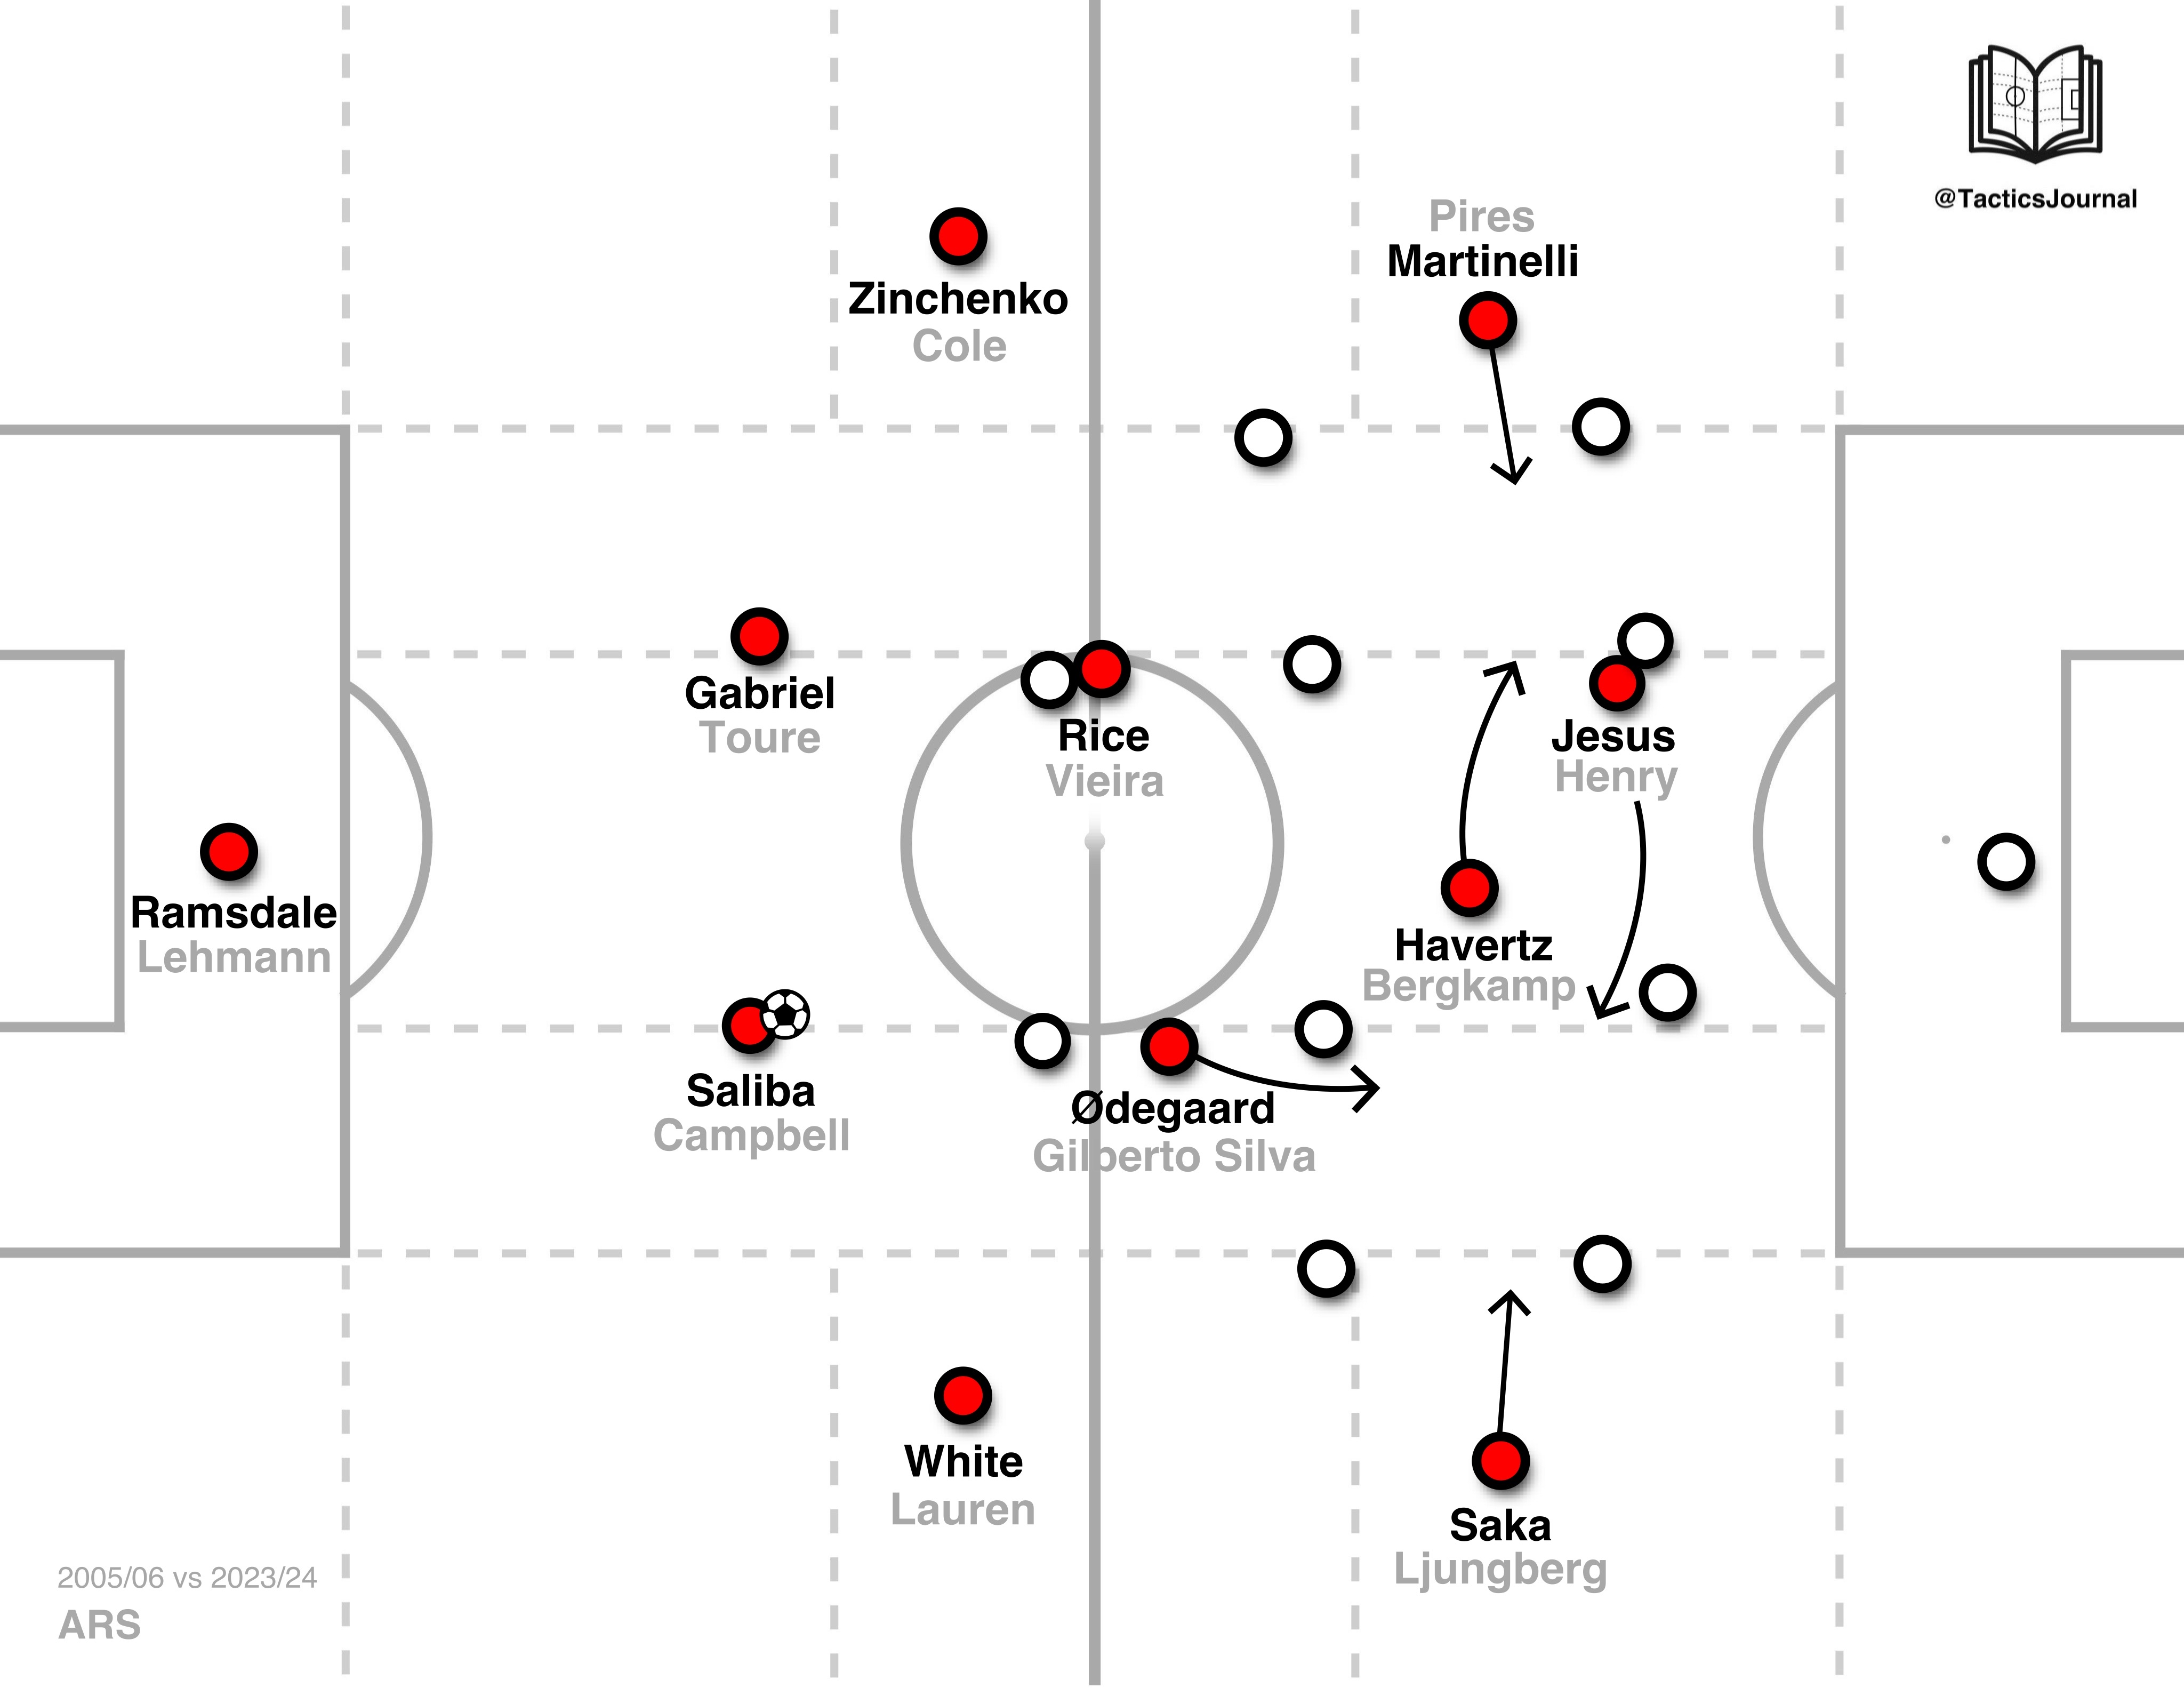 @TacticsJournal
Pires
Martinelli
Zinchenko
Cole
Gabriel
Toure
Rice
Vieira
Jesus
Henry
Ramsdale
Lehmann
Havertz
Bergkamp
Saliba
Campbell
Ødegaard
Gilberto Silva
White
Lauren
Saka
Ljungberg
2005/06 vs 2023/24
ARS